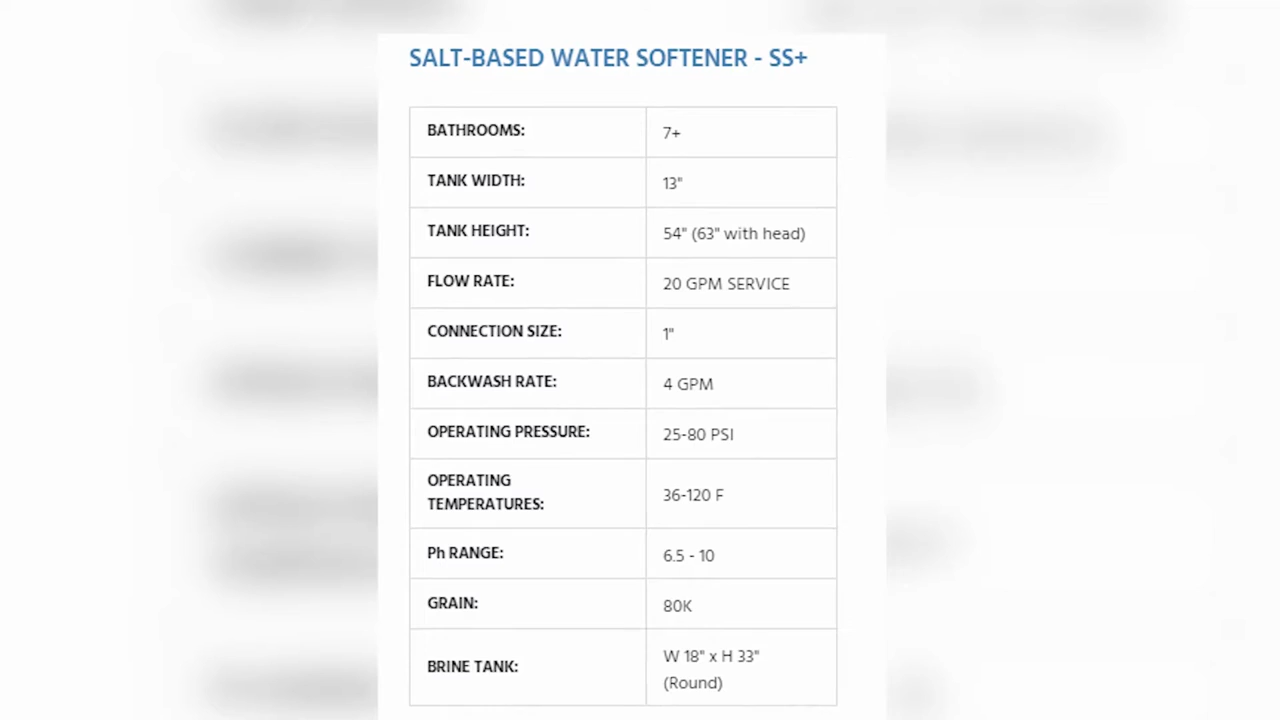 SALT-BASED WATER SOFTENER - SS+
BATHROOMS: 7+
TANK WIDTH: 13"
TANK HEIGHT: 54" (63" with head)
FLOW RATE: 20 GPM SERVICE
CONNECTION SIZE: 1"
BACKWASH RATE: 4 GPM
OPERATING PRESSURE: 25-80 PSI
OPERATING
TEMPERATURES: 36-120 F
Ph RANGE: 6.5 - 10
GRAIN: 80K
BRINE TANK: W 18" x H 33"
(Round)